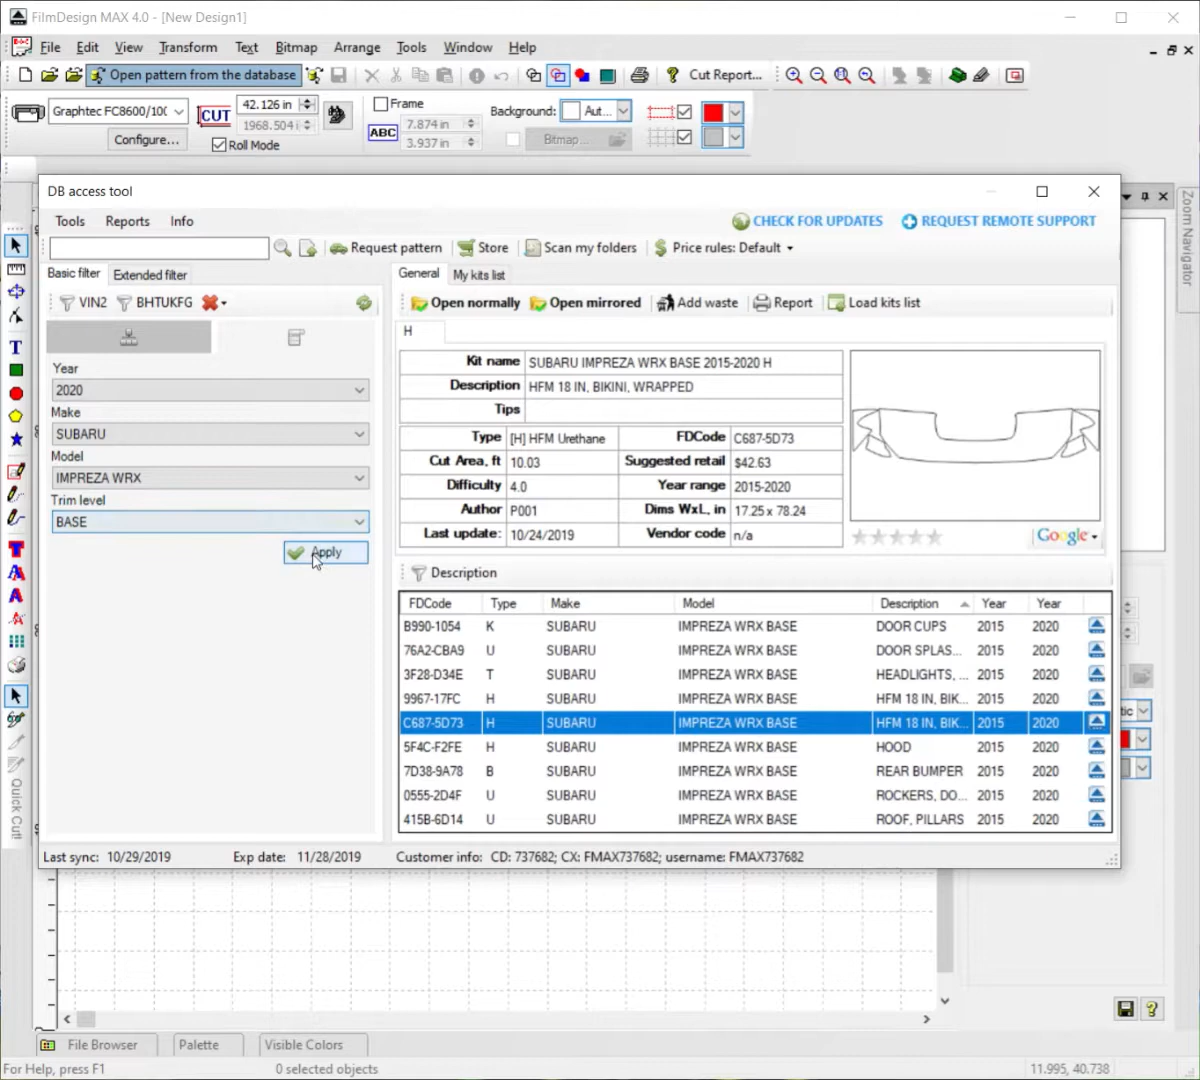 FilmDesign MAX 4.0 - [New Design1]
File Edit View Transform Text Bitmap Arrange Tools Window Help
Open pattern from the database Cut Report...
Graphtec FC8600/100 CUT 42.126 in Frame Background: Aut...
1968.504 i ABC 7.874 in
Configure... Roll Mode 3.937 in Bitmap...
DB access tool
Tools Reports Info CHECK FOR UPDATES REQUEST REMOTE SUPPORT
Request pattern Store Scan my folders Price rules: Default
Basic filter Extended filter General My kits list
VIN2 BHTUKFG Open normally Open mirrored Add waste Report Load kits list
H
Year
2020
Make
SUBARU
Model
IMPREZA WRX
Trim level
BASE
Apply
Kit name SUBARU IMPREZA WRX BASE 2015-2020 H
Description HFM 18 IN, BIKINI, WRAPPED
Tips
Type [H] HFM Urethane FDCode C687-5D73
Cut Area, ft 10.03 Suggested retail $42.63
Difficulty 4.0 Year range 2015-2020
Author P001 Dims WxL, in 17.25 x 78.24
Last update: 10/24/2019 Vendor code n/a
Google
Description
FDCode Type Make Model Description Year Year
B990-1054 K SUBARU IMPREZA WRX BASE DOOR CUPS 2015 2020
76A2-CBA9 U SUBARU IMPREZA WRX BASE DOOR SPLAS... 2015 2020
3F28-D34E T SUBARU IMPREZA WRX BASE HEADLIGHTS, ... 2015 2020
9967-17FC H SUBARU IMPREZA WRX BASE HFM 18 IN, BIK... 2015 2020
C687-5D73 H SUBARU IMPREZA WRX BASE HFM 18 IN, BIK... 2015 2020
5F4C-F2FE H SUBARU IMPREZA WRX BASE HOOD 2015 2020
7D38-9A78 B SUBARU IMPREZA WRX BASE REAR BUMPER 2015 2020
0555-2D4F U SUBARU IMPREZA WRX BASE ROCKERS, DO... 2015 2020
415B-6D14 U SUBARU IMPREZA WRX BASE ROOF, PILLARS 2015 2020
Last sync: 10/29/2019 Exp date: 11/28/2019 Customer info: CD: 737682; CX: FMAX737682; username: FMAX737682
Zoom Navigator
tic
Quick Cut!
File Browser Palette Visible Colors
For Help, press F1 0 selected objects 11.995, 40.738